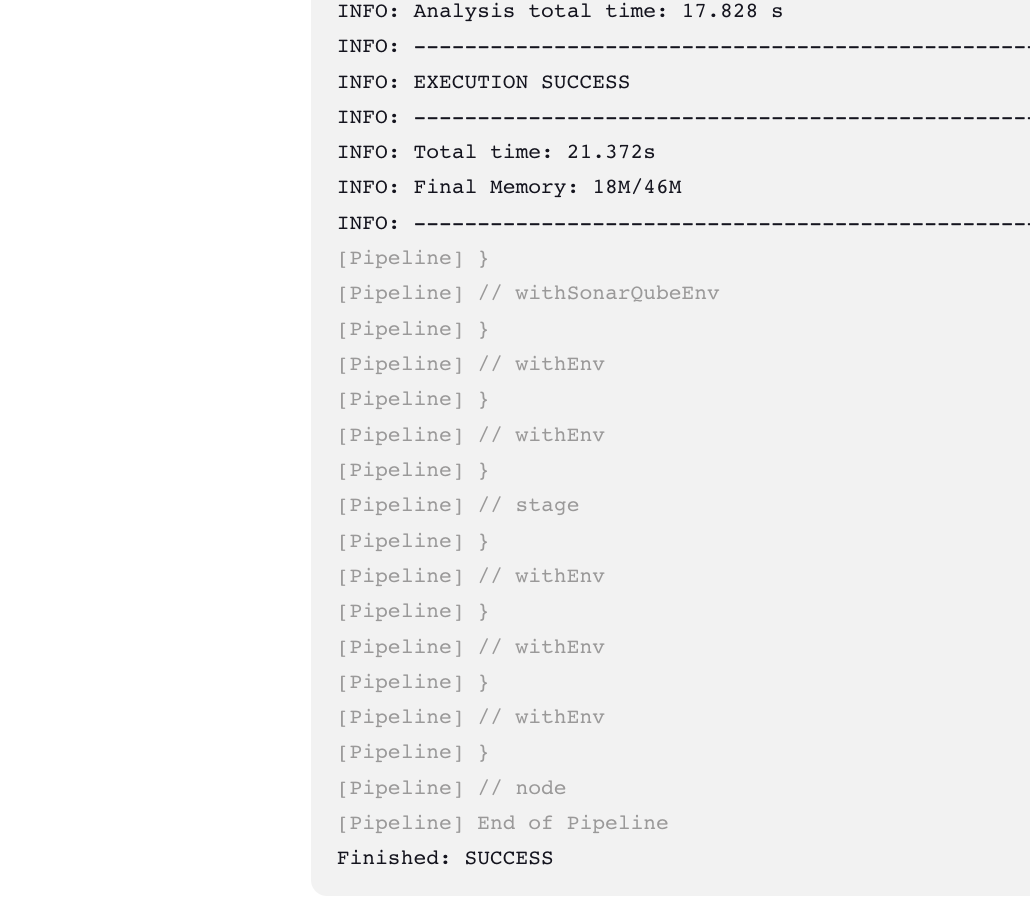 INFO: Analysis total time: 17.828 s
INFO: ------------------------------------------------
INFO: EXECUTION SUCCESS
INFO: ------------------------------------------------
INFO: Total time: 21.372s
INFO: Final Memory: 18M/46M
INFO: ------------------------------------------------
[Pipeline] }
[Pipeline] // withSonarQubeEnv
[Pipeline] }
[Pipeline] // withEnv
[Pipeline] }
[Pipeline] // withEnv
[Pipeline] }
[Pipeline] // stage
[Pipeline] }
[Pipeline] // withEnv
[Pipeline] }
[Pipeline] // withEnv
[Pipeline] }
[Pipeline] // withEnv
[Pipeline] }
[Pipeline] // node
[Pipeline] End of Pipeline
Finished: SUCCESS